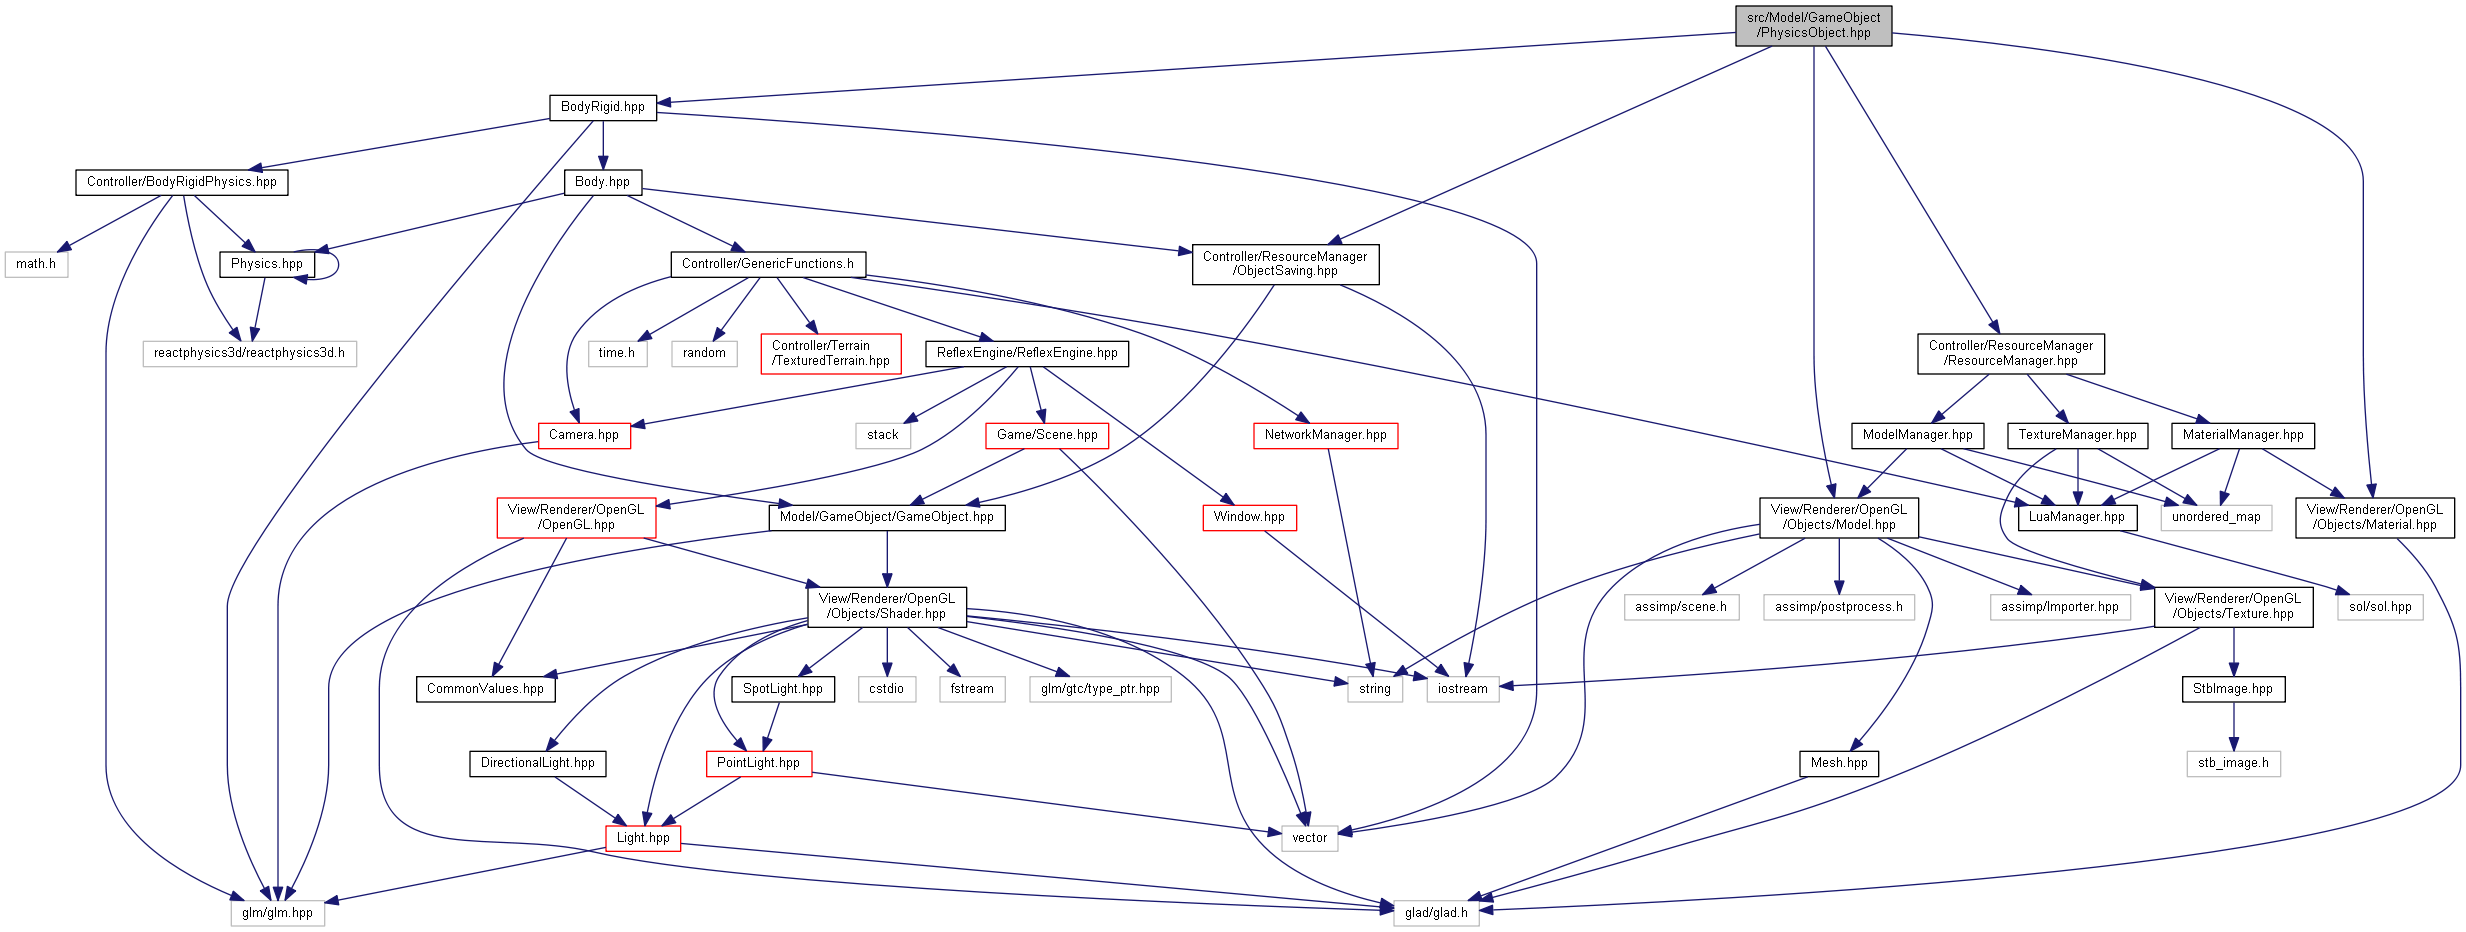 src/Model/GameObject
/PhysicsObject.hpp
BodyRigid.hpp
Controller/BodyRigidPhysics.hpp
Body.hpp
math.h
Physics.hpp
Controller/GenericFunctions.h
Controller/ResourceManager
/ObjectSaving.hpp
reactphysics3d/reactphysics3d.h
time.h
random
Controller/Terrain
/TexturedTerrain.hpp
ReflexEngine/ReflexEngine.hpp
Controller/ResourceManager
/ResourceManager.hpp
Camera.hpp
stack
Game/Scene.hpp
NetworkManager.hpp
ModelManager.hpp
TextureManager.hpp
MaterialManager.hpp
View/Renderer/OpenGL
/OpenGL.hpp
Model/GameObject/GameObject.hpp
Window.hpp
View/Renderer/OpenGL
/Objects/Model.hpp
LuaManager.hpp
unordered_map
View/Renderer/OpenGL
/Objects/Material.hpp
View/Renderer/OpenGL
/Objects/Shader.hpp
assimp/scene.h
assimp/postprocess.h
assimp/Importer.hpp
View/Renderer/OpenGL
/Objects/Texture.hpp
sol/sol.hpp
CommonValues.hpp
SpotLight.hpp
cstdio
fstream
glm/gtc/type_ptr.hpp
string
iostream
StbImage.hpp
DirectionalLight.hpp
PointLight.hpp
Mesh.hpp
stb_image.h
Light.hpp
vector
glm/glm.hpp
glad/glad.h